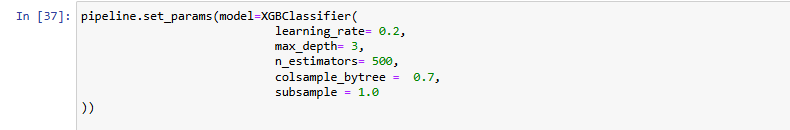 In [37]: pipeline.set_params(model=XGBClassifier(
learning_rate= 0.2,
max_depth= 3,
n_estimators= 500,
colsample_bytree =  0.7,
subsample = 1.0
))